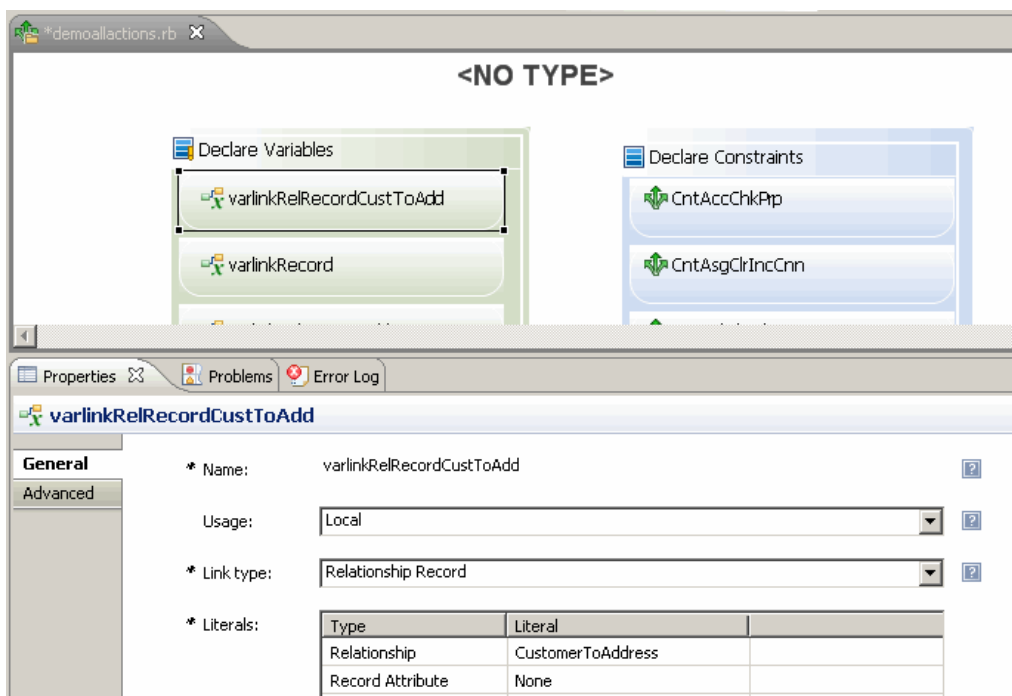 *demoallactions.rb
<NO TYPE>
Declare Variables
varlinkRelRecordCustToAdd
varlinkRecord
Declare Constraints
CntAccChkPrp
CntAsgClrIncCnn
Properties Problems Error Log
varlinkRelRecordCustToAdd
General
Advanced
* Name: varlinkRelRecordCustToAdd
Usage: Local
* Link type: Relationship Record
* Literals:
Type Literal
Relationship CustomerToAddress
Record Attribute None